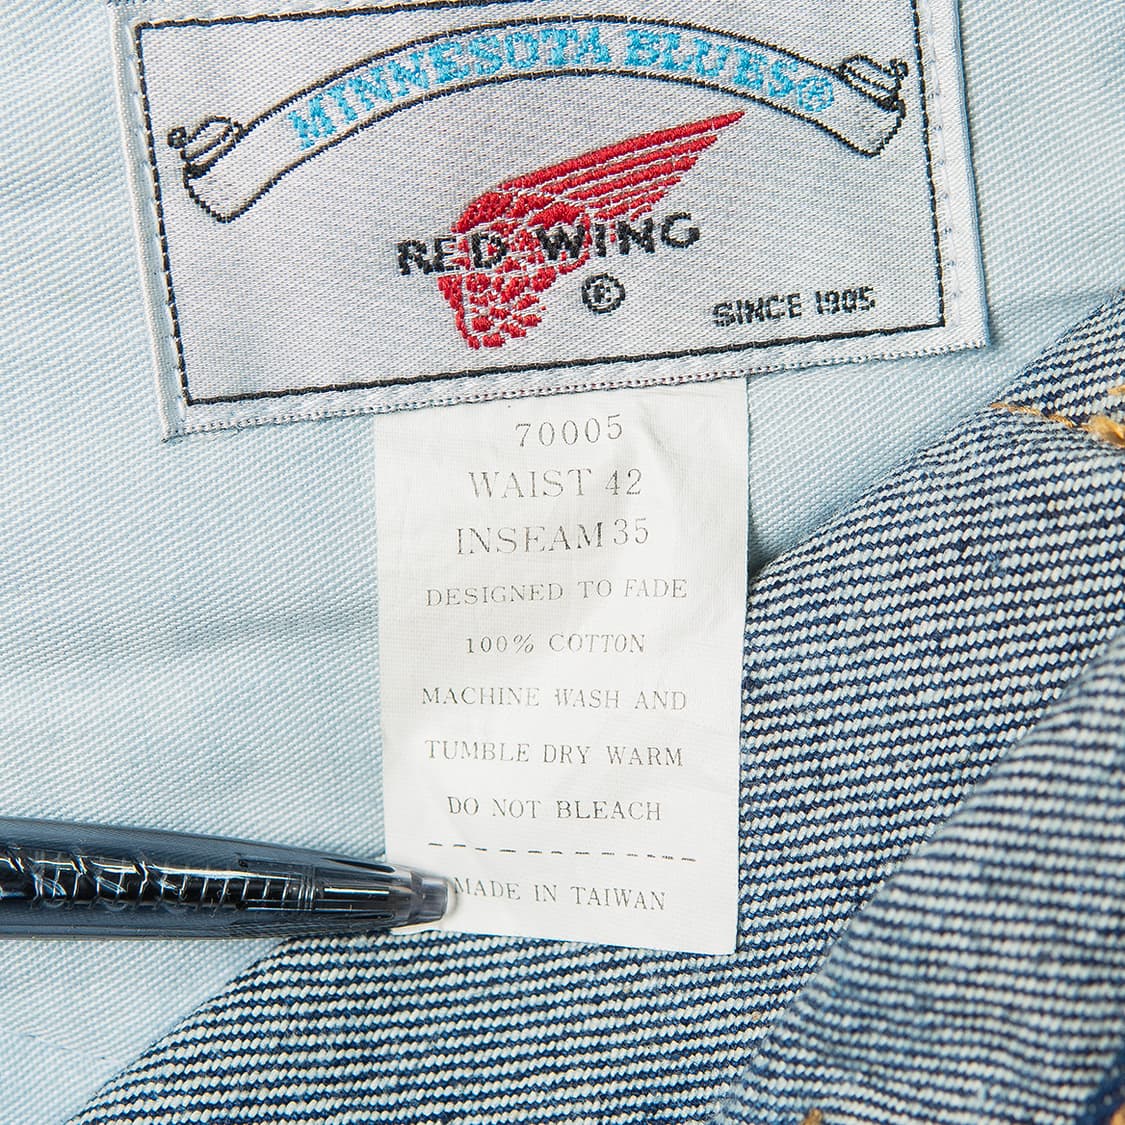 MINNESOTA BLUES®
RED WING
®
SINCE 1905
70005
WAIST 42
INSEAM 35
DESIGNED TO FADE
100% COTTON
MACHINE WASH AND
TUMBLE DRY WARM
DO NOT BLEACH
MADE IN TAIWAN